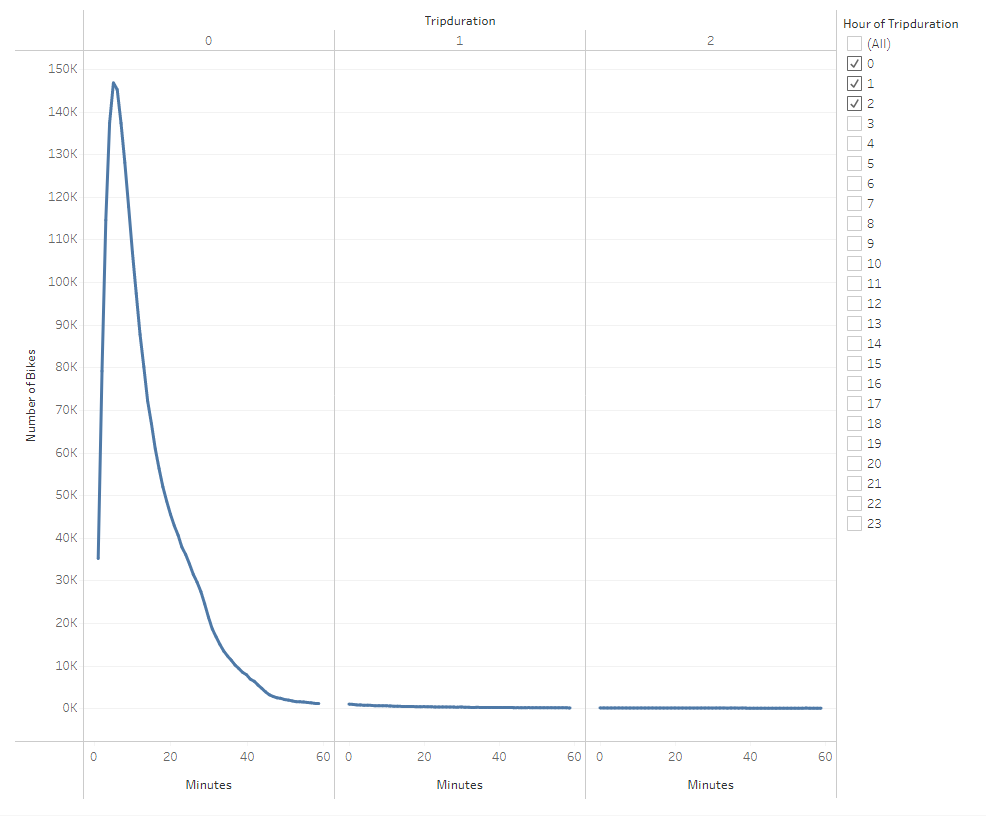 Tripduration
0 1 2
150K
140K
130K
120K
110K
100K
90K
80K
70K
60K
50K
40K
30K
20K
10K
0K
Number of Bikes
0 20 40 60 0 20 40 60 0 20 40 60
Minutes Minutes Minutes
Hour of Tripduration
(All)
0
1
2
3
4
5
6
7
8
9
10
11
12
13
14
15
16
17
18
19
20
21
22
23